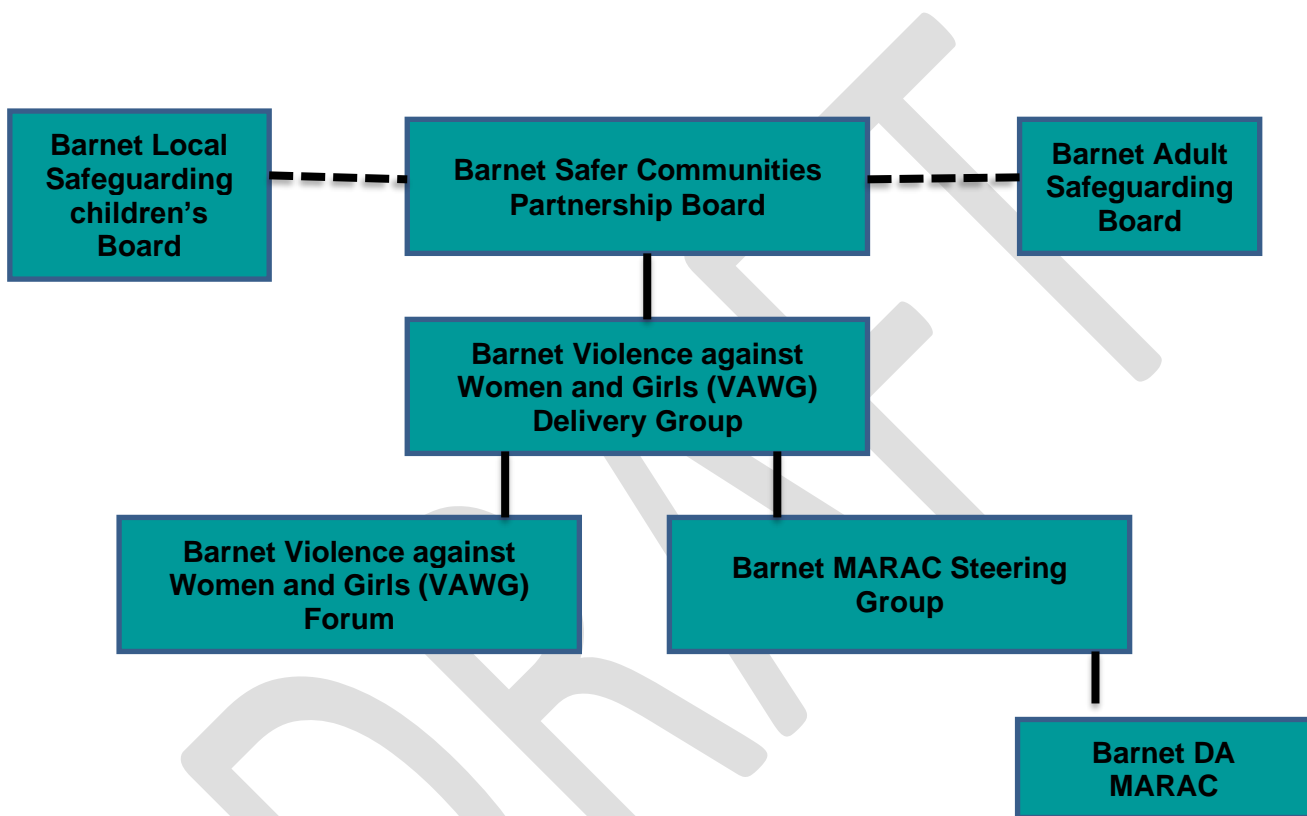 Barnet Local
Safeguarding
children’s
Board
Barnet Safer Communities
Partnership Board
Barnet Adult
Safeguarding
Board
Barnet Violence against
Women and Girls (VAWG)
Delivery Group
Barnet Violence against
Women and Girls (VAWG)
Forum
Barnet MARAC Steering
Group
Barnet DA
MARAC
DRAFT